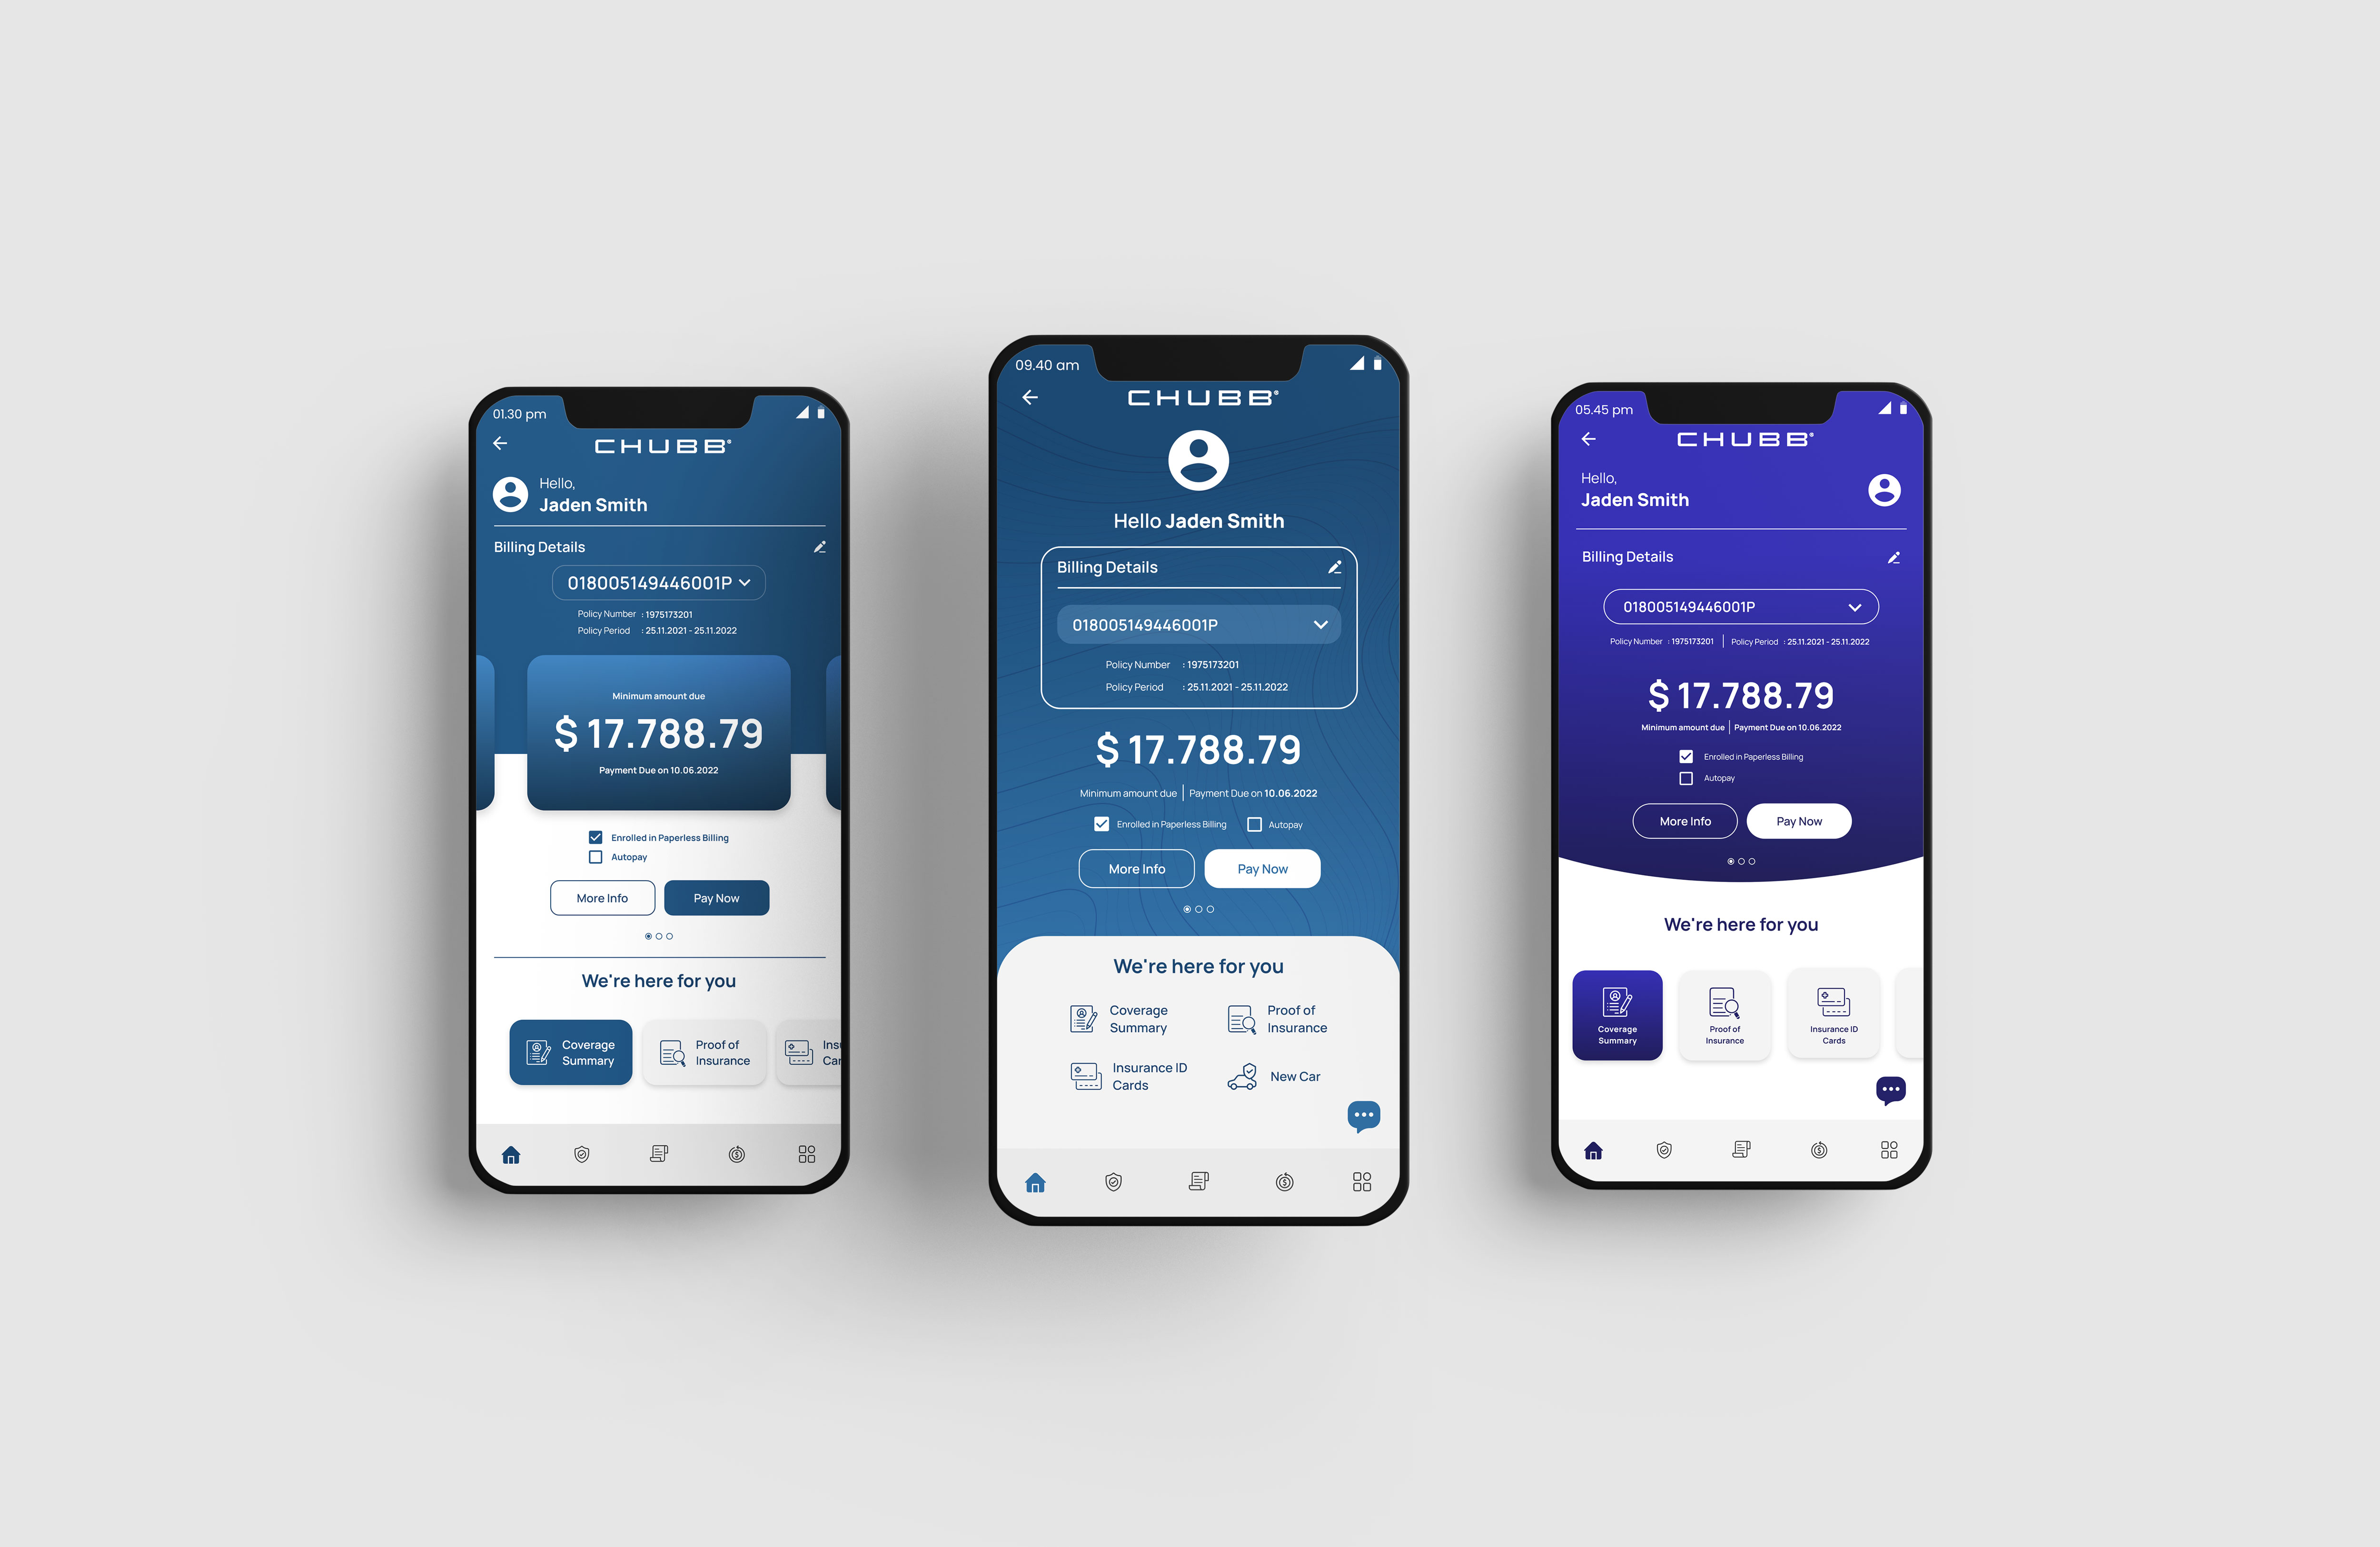 01.30 pm
CHUBB®
Hello,
Jaden Smith
Billing Details
018005149446001P
Policy Number : 1975173201
Policy Period : 25.11.2021 - 25.11.2022
Minimum amount due
$ 17.788.79
Payment Due on 10.06.2022
Enrolled in Paperless Billing
Autopay
More Info
Pay Now
We're here for you
Coverage
Summary
Proof of
Insurance
Insu
Car
09.40 am
CHUBB®
Hello Jaden Smith
Billing Details
018005149446001P
Policy Number : 1975173201
Policy Period : 25.11.2021 - 25.11.2022
$ 17.788.79
Minimum amount due | Payment Due on 10.06.2022
Enrolled in Paperless Billing
Autopay
More Info
Pay Now
We're here for you
Coverage
Summary
Proof of
Insurance
Insurance ID
Cards
New Car
05.45 pm
CHUBB®
Hello,
Jaden Smith
Billing Details
018005149446001P
Policy Number : 1975173201 | Policy Period : 25.11.2021 - 25.11.2022
$ 17.788.79
Minimum amount due | Payment Due on 10.06.2022
Enrolled in Paperless Billing
Autopay
More Info
Pay Now
We're here for you
Coverage
Summary
Proof of
Insurance
Insurance ID
Cards